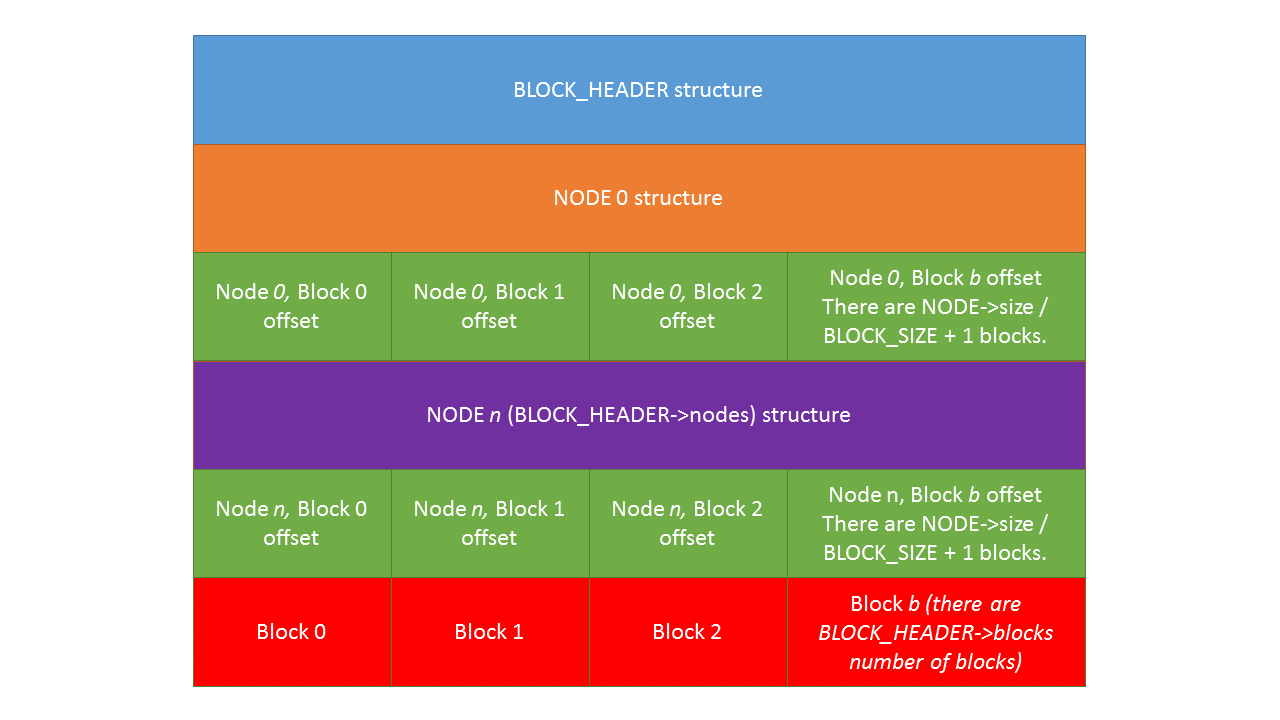 BLOCK_HEADER structure
NODE 0 structure
Node 0, Block 0
offset
Node 0, Block 1
offset
Node 0, Block 2
offset
Node 0, Block b offset
There are NODE->size /
BLOCK_SIZE + 1 blocks.
NODE n (BLOCK_HEADER->nodes) structure
Node n, Block 0
offset
Node n, Block 1
offset
Node n, Block 2
offset
Node n, Block b offset
There are NODE->size /
BLOCK_SIZE + 1 blocks.
Block 0
Block 1
Block 2
Block b (there are
BLOCK_HEADER->blocks
number of blocks)